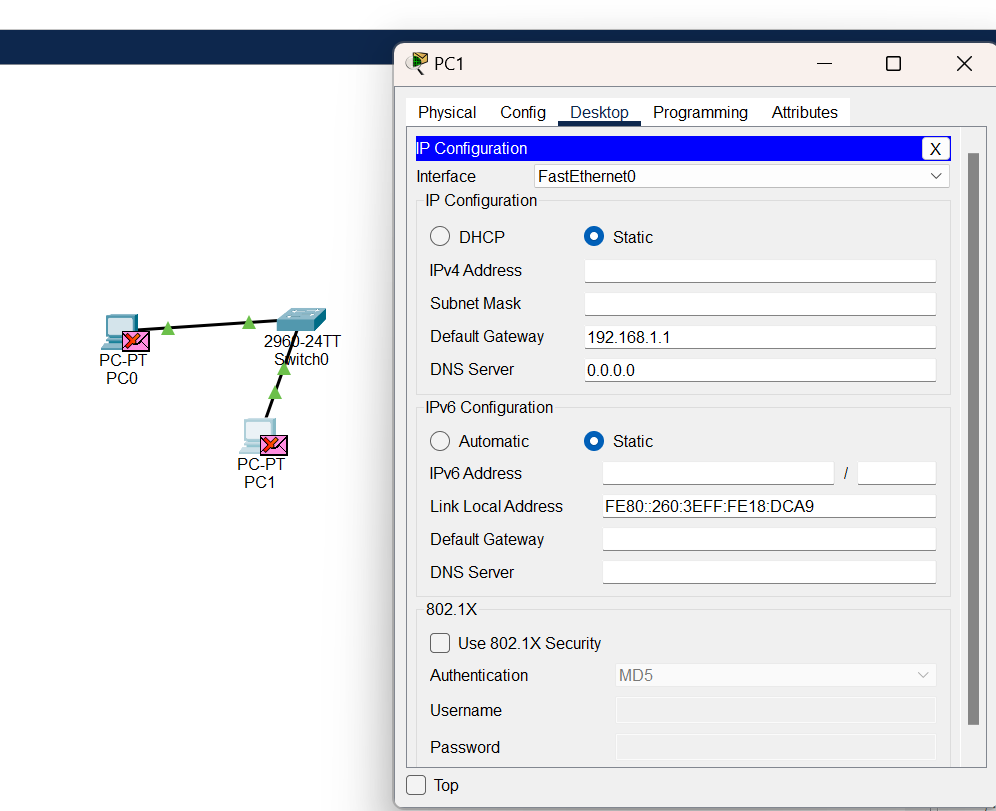 PC1
Physical Config Desktop Programming Attributes
IP Configuration X
Interface FastEthernet0
IP Configuration
DHCP Static
IPv4 Address
Subnet Mask
Default Gateway 192.168.1.1
DNS Server 0.0.0.0
IPv6 Configuration
Automatic Static
IPv6 Address /
Link Local Address FE80::260:3EFF:FE18:DCA9
Default Gateway
DNS Server
802.1X
Use 802.1X Security
Authentication MD5
Username
Password
Top
PC-PT
PC0
2960-24TT
Switch0
PC-PT
PC1